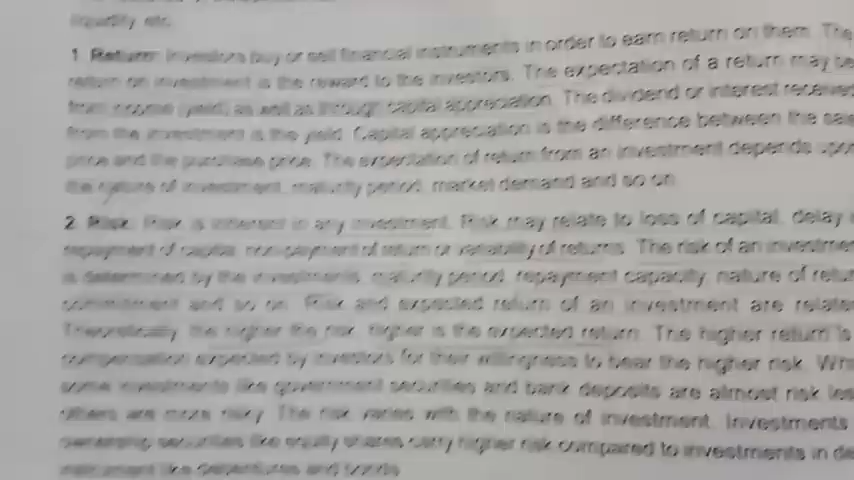 liquidity etc.
1. Return: Investors buy or sell financial instruments in order to earn return on them. The
return on investment is the reward to the investors. The expectation of a return may be
from income (yield) as well as through capital appreciation. The dividend or interest received
from the investment is the yield. Capital appreciation is the difference between the sale
price and the purchase price. The expectation of return from an investment depends upon
the nature of investment, maturity period, market demand and so on.
2. Risk: Risk is inherent in any investment. Risk may relate to loss of capital, delay
repayment of capital, non-payment of return or variability of returns. The risk of an investmen
is determined by the investments, maturity period, repayment capacity, nature of retur
commitment and so on. Risk and expected return of an investment are relate
Theoretically, the higher the risk, higher is the expected return. The higher return is
compensation expected by investors for their willingness to bear the higher risk. Whi
some investments like government securities and bank deposits are almost risk les
others are more risky. The risk varies with the nature of investment. Investments
ownership securities like equity shares carry higher risk compared to investments in de
instrument like debentures and bonds.